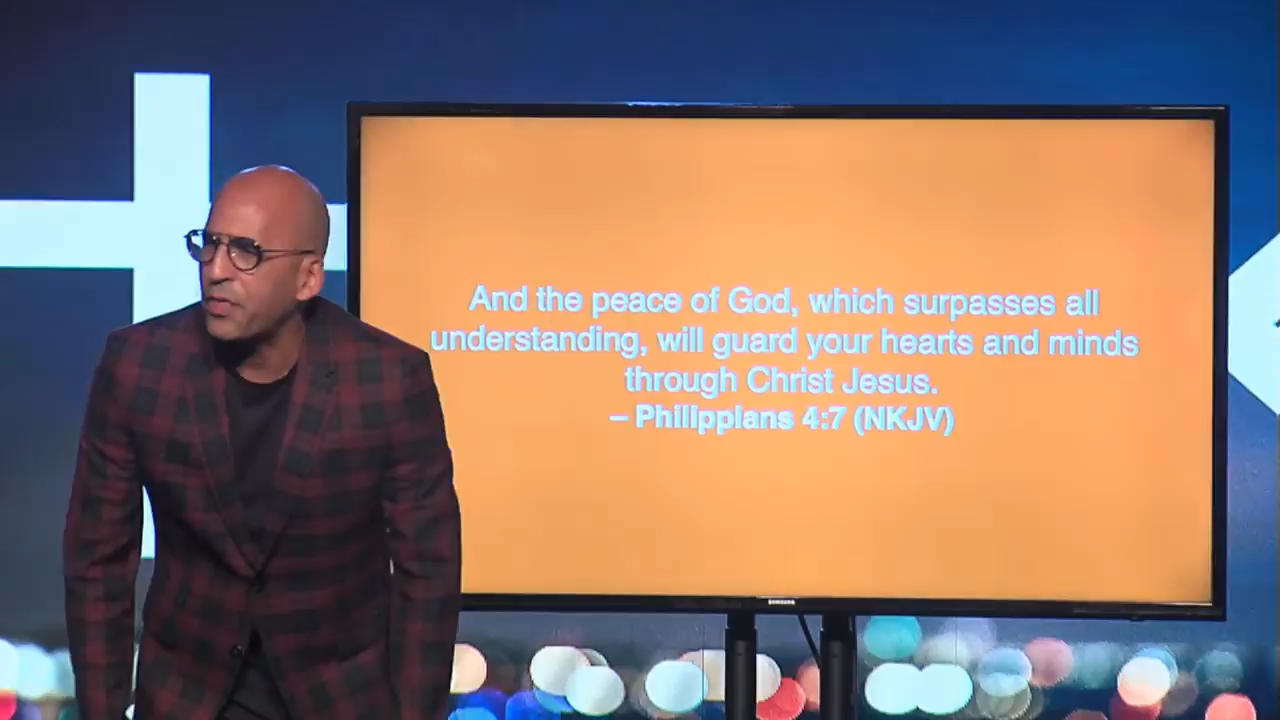 And the peace of God, which surpasses all
understanding, will guard your hearts and minds
through Christ Jesus.
– Philippians 4:7 (NKJV)
SAMSUNG